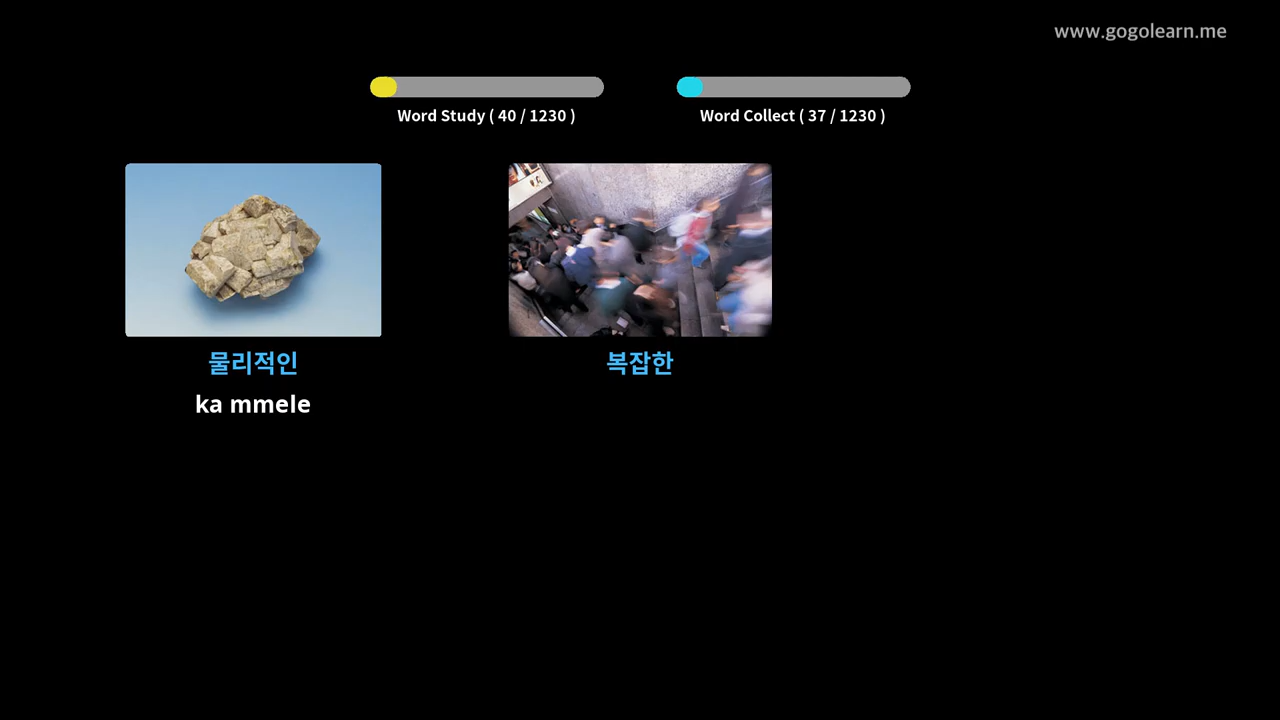 www.gogolearn.me
Word Study ( 40 / 1230 )
Word Collect ( 37 / 1230 )
물리적인
복잡한
ka mmele